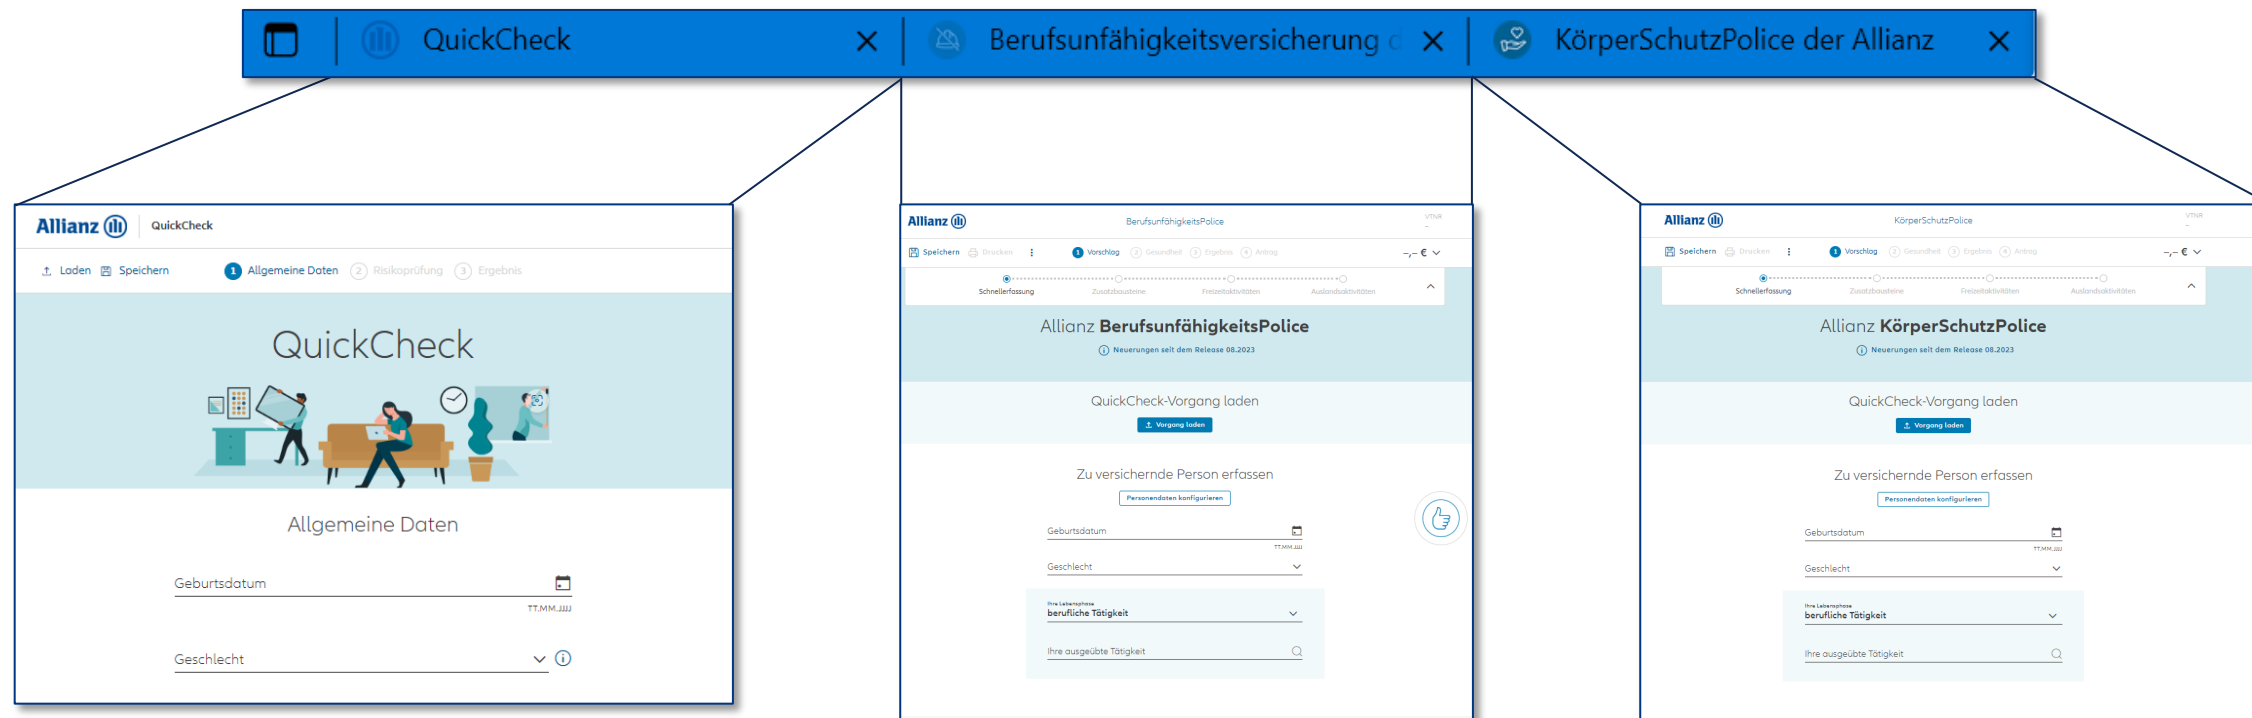 QuickCheck
Berufsunfähigkeitsversicherung d
KörperSchutzPolice der Allianz
Allianz
QuickCheck
Laden
Speichern
1 Allgemeine Daten
2 Risikoprüfung
3 Ergebnis
QuickCheck
Allgemeine Daten
Geburtsdatum
TT.MM.JJJJ
Geschlecht
Allianz
BerufsunfähigkeitsPolice
VTNR
–
Speichern
Drucken
1 Vorschlag
2 Gesundheit
3 Ergebnis
4 Antrag
–,– €
Schnellerfassung
Zusatzbausteine
Freizeitaktivitäten
Auslandsaktivitäten
Allianz BerufsunfähigkeitsPolice
Neuerungen seit dem Release 08.2023
QuickCheck-Vorgang laden
Vorgang laden
Zu versichernde Person erfassen
Personendaten konfigurieren
Geburtsdatum
TT.MM.JJJJ
Geschlecht
Ihre Lebensphase
berufliche Tätigkeit
Ihre ausgeübte Tätigkeit
Allianz
KörperSchutzPolice
VTNR
–
Speichern
Drucken
1 Vorschlag
2 Gesundheit
3 Ergebnis
4 Antrag
–,– €
Schnellerfassung
Zusatzbausteine
Freizeitaktivitäten
Auslandsaktivitäten
Allianz KörperSchutzPolice
Neuerungen seit dem Release 08.2023
QuickCheck-Vorgang laden
Vorgang laden
Zu versichernde Person erfassen
Personendaten konfigurieren
Geburtsdatum
TT.MM.JJJJ
Geschlecht
Ihre Lebensphase
berufliche Tätigkeit
Ihre ausgeübte Tätigkeit